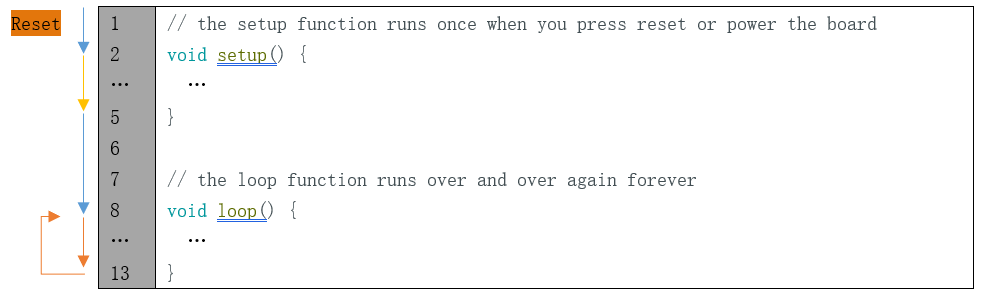 Reset 1 // the setup function runs once when you press reset or power the board
2 void setup() {
... ...
5 }
6
7 // the loop function runs over and over again forever
8 void loop() {
... ...
13 }